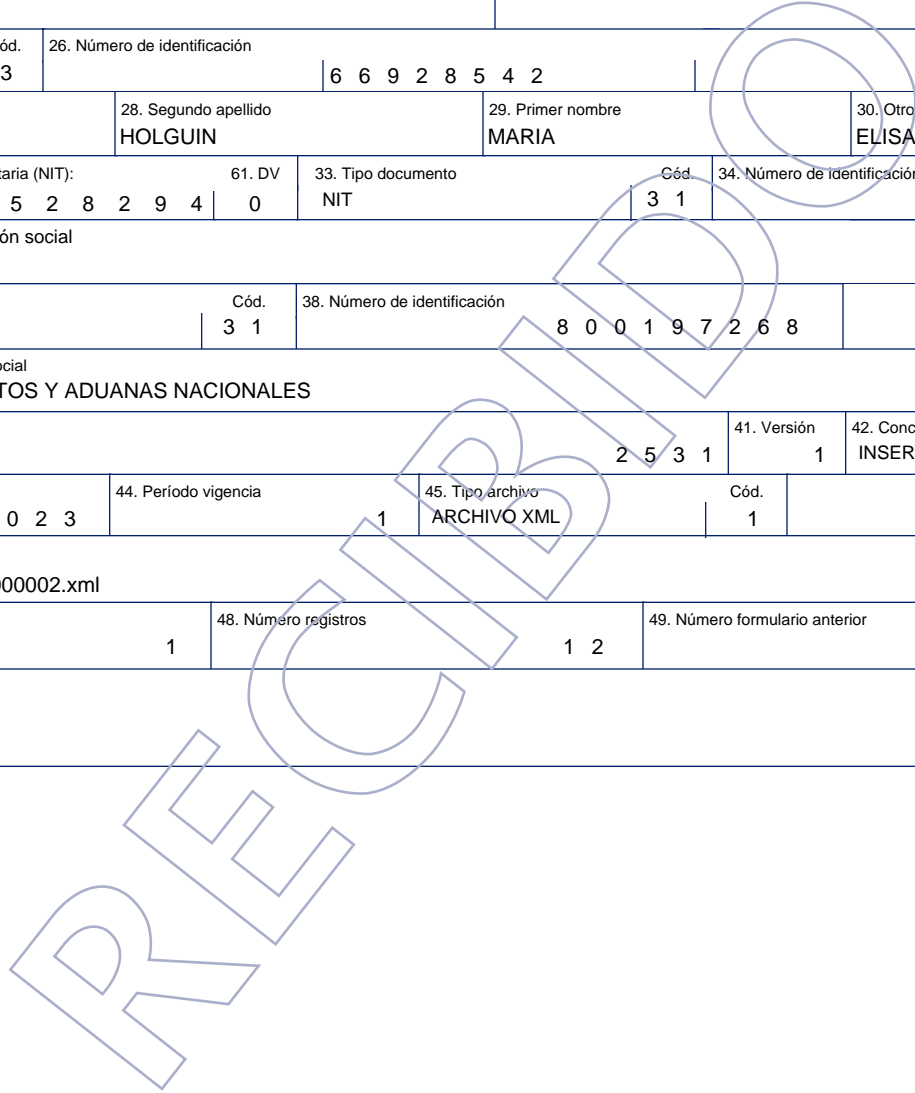 ód. 26. Número de identificación
3 6 6 9 2 8 5 4 2
28. Segundo apellido 29. Primer nombre 30. Otro
HOLGUIN MARIA ELISA
taria (NIT): 61. DV 33. Tipo documento Cód. 34. Número de identificación
5 2 8 2 9 4 0 NIT 3 1
ón social
Cód. 38. Número de identificación
3 1 8 0 0 1 9 7 2 6 8
ocial
TOS Y ADUANAS NACIONALES
41. Versión 42. Conc
2 5 3 1 1 INSER
44. Período vigencia 45. Tipo archivo Cód.
0 2 3 1 ARCHIVO XML 1
000002.xml
48. Número registros 49. Número formulario anterior
1 1 2
RECIBIDO